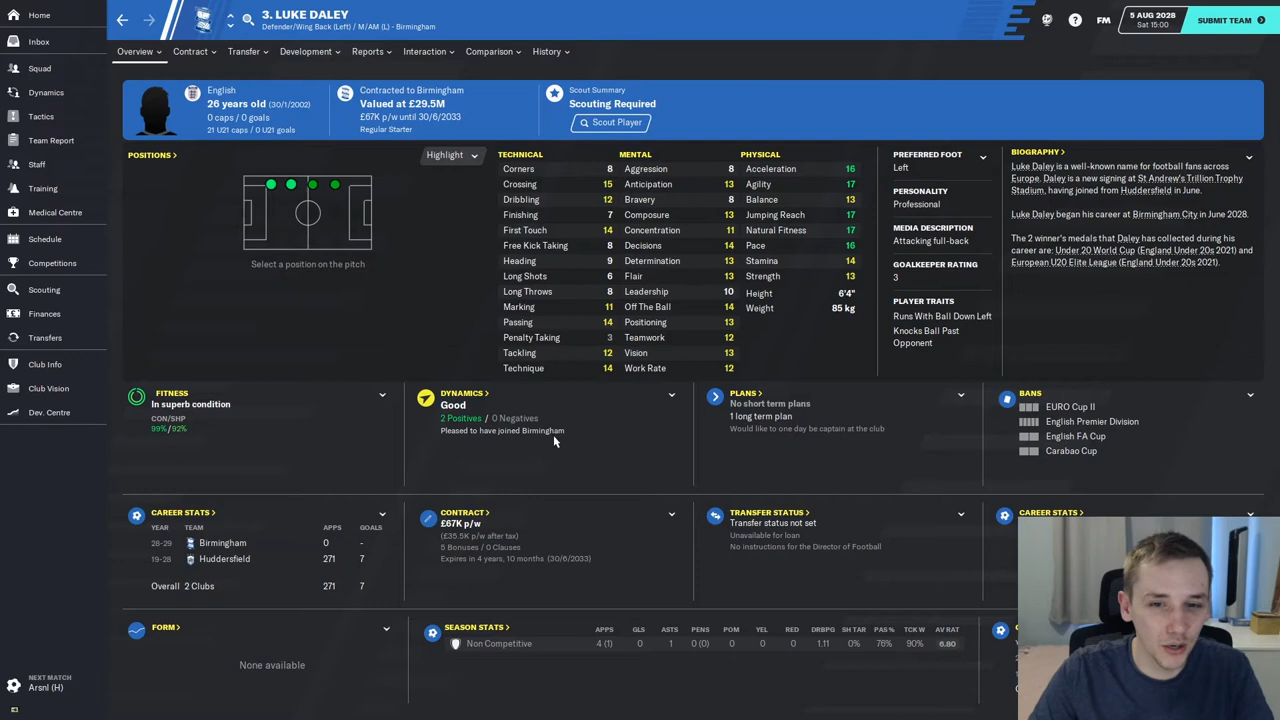 3. LUKE DALEY
Defender/Wing Back (Left) / M/AM (L) - Birmingham
FM
5 AUG 2028
Sat 15:00
SUBMIT TEAM
Home
Inbox
Squad
Dynamics
Tactics
Team Report
Staff
Training
Medical Centre
Schedule
Competitions
Scouting
Finances
Transfers
Club Info
Club Vision
Dev. Centre
NEXT MATCH
Arsnl (H)
Overview
Contract
Transfer
Development
Reports
Interaction
Comparison
History
English
26 years old (30/1/2002)
0 caps / 0 goals
21 U21 caps / 0 U21 goals
Contracted to Birmingham
Valued at £29.5M
£67K p/w until 30/6/2033
Regular Starter
Scout Summary
Scouting Required
Scout Player
POSITIONS
Highlight
Select a position on the pitch
TECHNICAL
Corners 8
Crossing 15
Dribbling 12
Finishing 7
First Touch 14
Free Kick Taking 8
Heading 9
Long Shots 6
Long Throws 8
Marking 11
Passing 14
Penalty Taking 3
Tackling 12
Technique 14
MENTAL
Aggression 8
Anticipation 13
Bravery 8
Composure 13
Concentration 11
Decisions 14
Determination 13
Flair 13
Leadership 10
Off The Ball 14
Positioning 13
Teamwork 12
Vision 13
Work Rate 12
PHYSICAL
Acceleration 16
Agility 17
Balance 13
Jumping Reach 17
Natural Fitness 17
Pace 16
Stamina 14
Strength 13
Height 6'4"
Weight 85 kg
PREFERRED FOOT
Left
PERSONALITY
Professional
MEDIA DESCRIPTION
Attacking full-back
GOALKEEPER RATING
3
PLAYER TRAITS
Runs With Ball Down Left
Knocks Ball Past
Opponent
BIOGRAPHY
Luke Daley is a well-known name for football fans across
Europe. Daley is a new signing at St Andrew's Trillion Trophy
Stadium, having joined from Huddersfield in June.
Luke Daley began his career at Birmingham City in June 2028.
The 2 winner's medals that Daley has collected during his
career are: Under 20 World Cup (England Under 20s 2021) and
European U20 Elite League (England Under 20s 2021).
FITNESS
In superb condition
CON/SHP
99%/92%
DYNAMICS
Good
2 Positives / 0 Negatives
Pleased to have joined Birmingham
PLANS
No short term plans
1 long term plan
Would like to one day be captain at the club
BANS
EURO Cup II
English Premier Division
English FA Cup
Carabao Cup
CAREER STATS
YEAR TEAM APPS GOALS
28-29 Birmingham 0 -
19-28 Huddersfield 271 7
Overall 2 Clubs 271 7
CONTRACT
£67K p/w
(£35.5K p/w after tax)
5 Bonuses / 0 Clauses
Expires in 4 years, 10 months (30/6/2033)
TRANSFER STATUS
Transfer status not set
Unavailable for loan
No instructions for the Director of Football
CAREER STATS
FORM
None available
SEASON STATS APPS GLS ASTS PENS POM YEL RED DRBPG SH TAR PAS % TCK W AV RAT
Non Competitive 4 (1) 0 1 0 (0) 0 0 0 1.11 0% 76% 90% 6.80